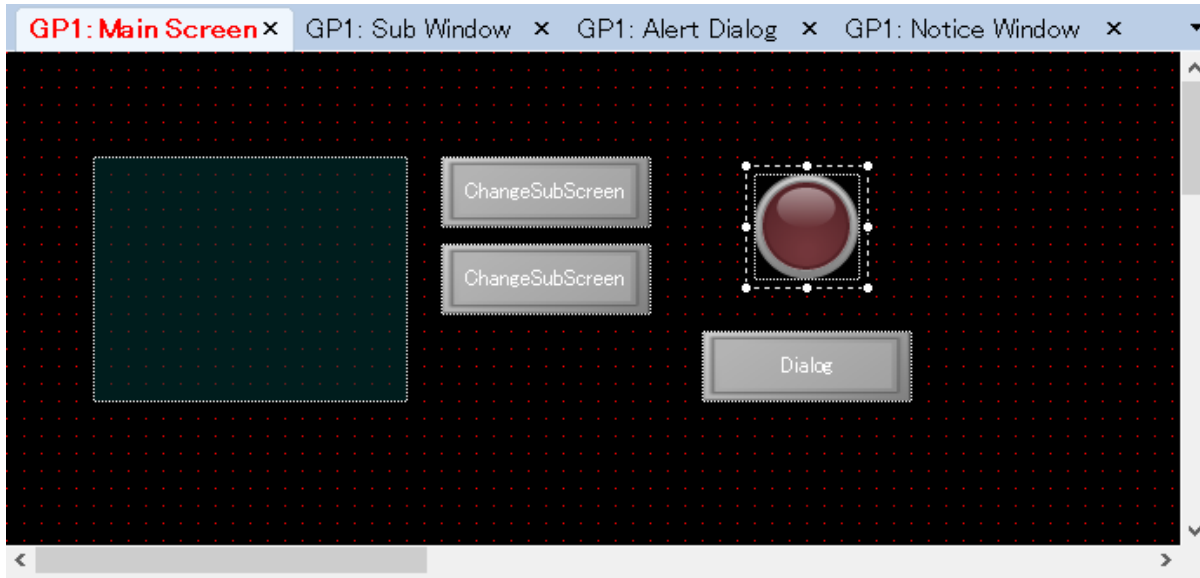 GP1: Main Screen × GP1: Sub Window × GP1: Alert Dialog × GP1: Notice Window ×
ChangeSubScreen
ChangeSubScreen
Dialog